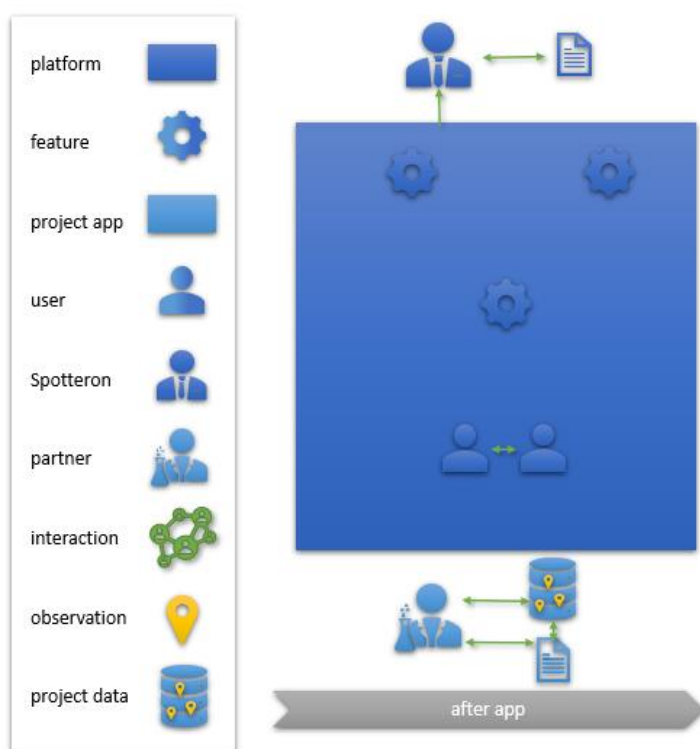 platform
feature
project app
user
Spotteron
partner
interaction
observation
project data
after app